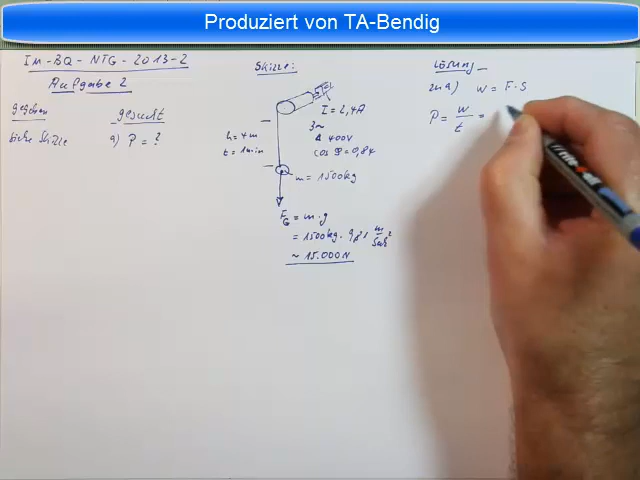 Produziert von TA-Bendig
IM-BQ-NTG-2013-2
Aufgabe 2
gegeben
siehe Skizze
gesucht
a) P = ?
Skizze:
I = 2,4A
3~
Δ 400V
cos φ = 0,84
h = 4m
t = 1min
m = 1500kg
F_G = m · g
= 1500kg · 9,81 m/Sek²
~ 15.000N
Lösung
zu a) W = F · S
P = W/t =